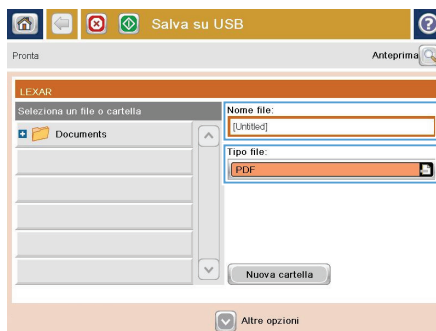 Salva su USB
Pronta
Anteprima
LEXAR
Seleziona un file o cartella
Documents
Nome file:
[Untitled]
Tipo file:
PDF
Nuova cartella
Altre opzioni